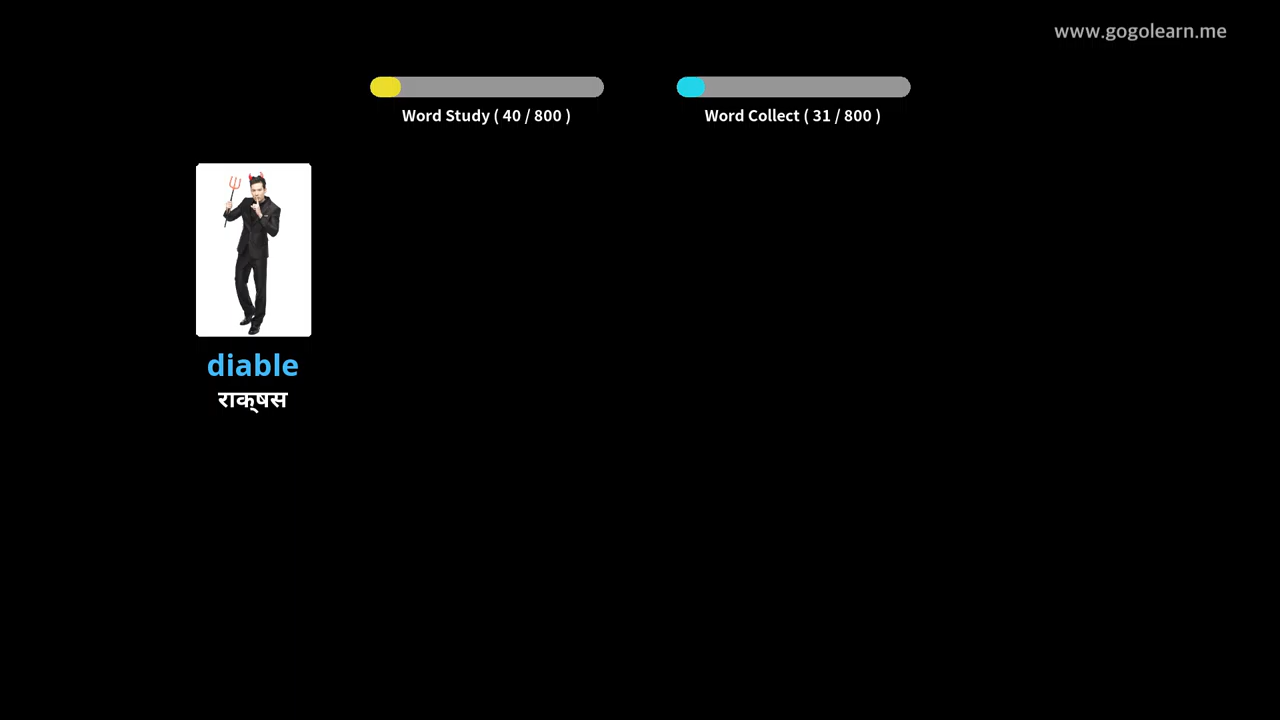 www.gogolearn.me
Word Study ( 40 / 800 )
Word Collect ( 31 / 800 )
diable
राक्षस